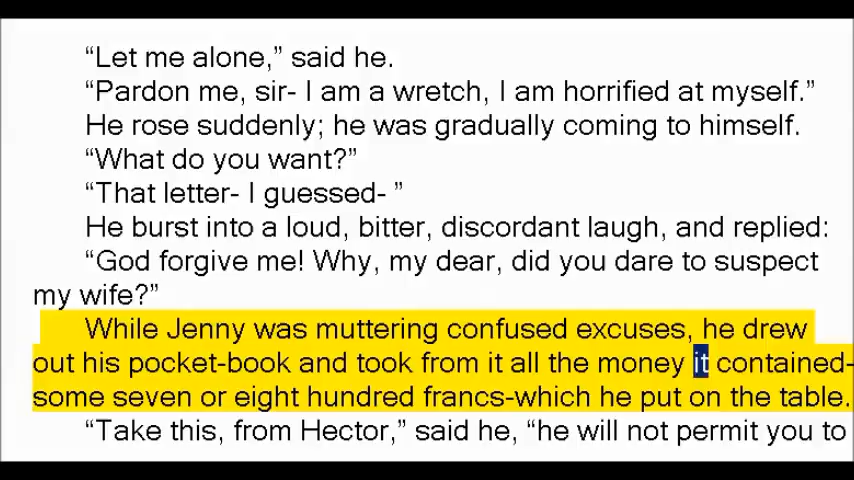 “Let me alone,” said he.
“Pardon me, sir- I am a wretch, I am horrified at myself.”
He rose suddenly; he was gradually coming to himself.
“What do you want?”
“That letter- I guessed- ”
He burst into a loud, bitter, discordant laugh, and replied:
“God forgive me! Why, my dear, did you dare to suspect
my wife?”
While Jenny was muttering confused excuses, he drew
out his pocket-book and took from it all the money it contained-
some seven or eight hundred francs-which he put on the table.
“Take this, from Hector,” said he, “he will not permit you to